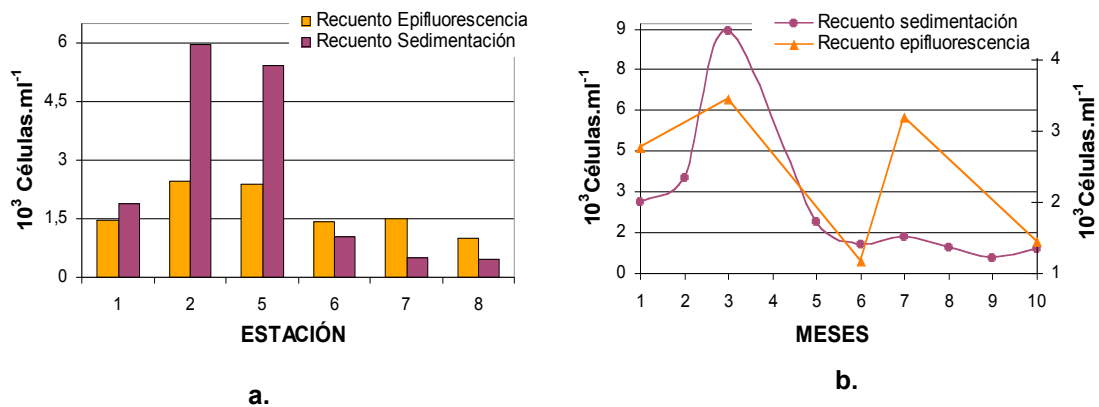 Recuento Epifluorescencia
Recuento Sedimentación
10³ Células.ml⁻¹
6
4,5
3
1,5
0
1 2 5 6 7 8
ESTACIÓN
a.
Recuento sedimentación
Recuento epifluorescencia
10³Células.ml⁻¹
9
8
6
5
3
2
0
4
3
2
1
10³Células.ml⁻¹
1 2 3 4 5 6 7 8 9 10
MESES
b.